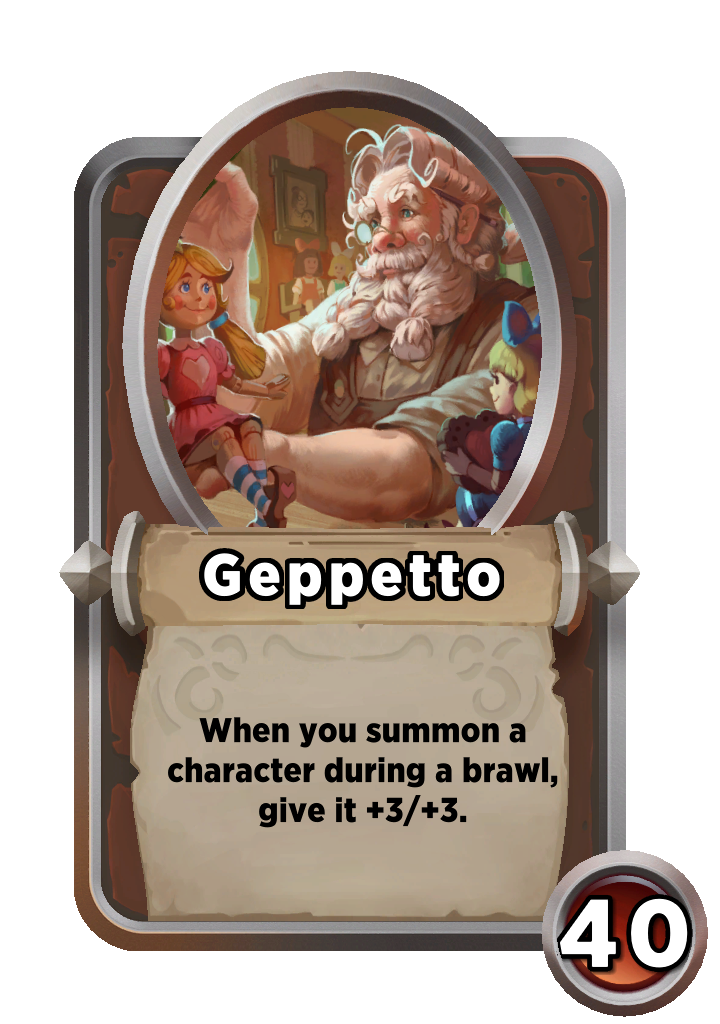 Geppetto
When you summon a
character during a brawl,
give it +3/+3.
40